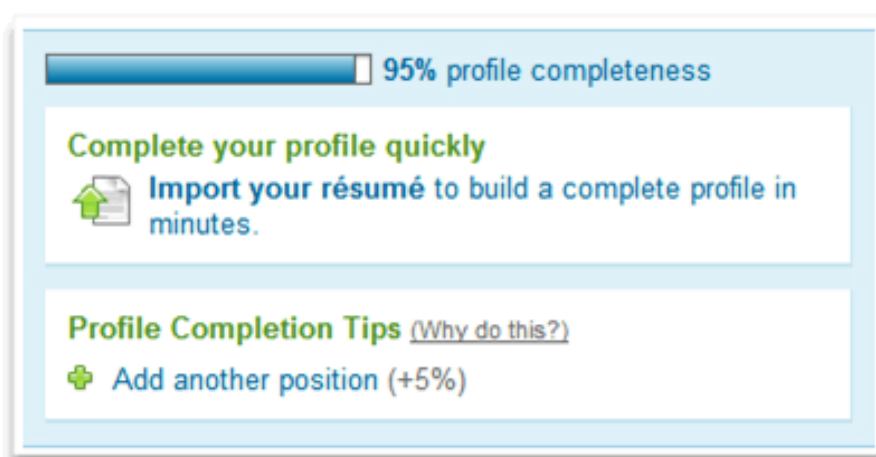 95% profile completeness
Complete your profile quickly
Import your résumé to build a complete profile in
minutes.
Profile Completion Tips (Why do this?)
Add another position (+5%)